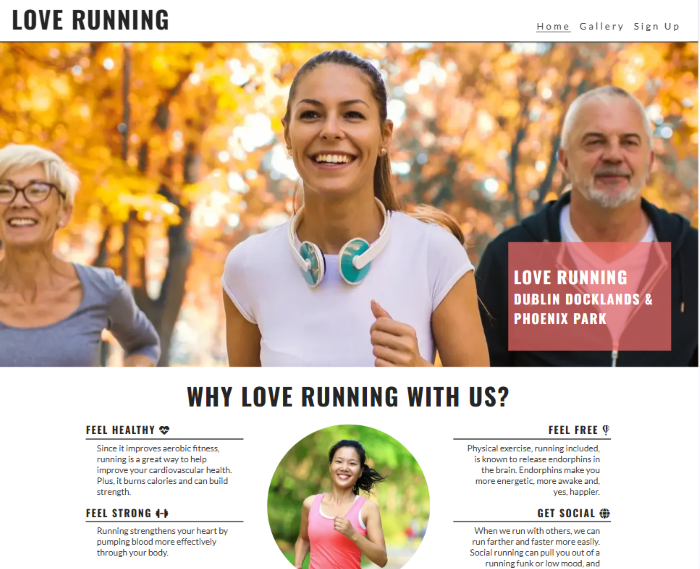 LOVE RUNNING
Home Gallery Sign Up
LOVE RUNNING
DUBLIN DOCKLANDS &
PHOENIX PARK
WHY LOVE RUNNING WITH US?
FEEL HEALTHY
Since it improves aerobic fitness,
running is a great way to help
improve your cardiovascular health.
Plus, it burns calories and can build
strength.
FEEL STRONG
Running strengthens your heart by
pumping blood more effectively
through your body.
FEEL FREE
Physical exercise, running included,
is known to release endorphins in
the brain. Endorphins make you
more energetic, more awake and,
yes, happier.
GET SOCIAL
When we run with others, we can
run farther and faster more easily.
Social running can pull you out of a
running funk or low mood, and